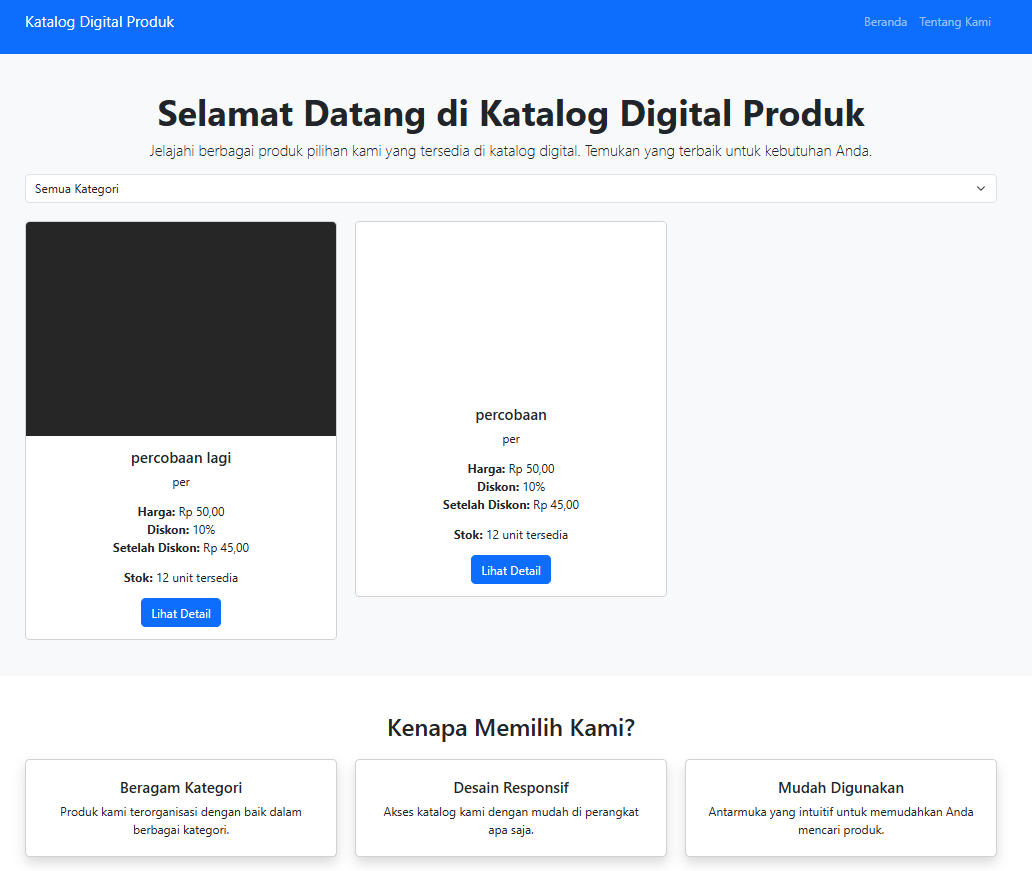 Katalog Digital Produk
Beranda Tentang Kami
Selamat Datang di Katalog Digital Produk
Jelajahi berbagai produk pilihan kami yang tersedia di katalog digital. Temukan yang terbaik untuk kebutuhan Anda.
Semua Kategori
percobaan lagi
per
Harga: Rp 50,00
Diskon: 10%
Setelah Diskon: Rp 45,00
Stok: 12 unit tersedia
Lihat Detail
percobaan
per
Harga: Rp 50,00
Diskon: 10%
Setelah Diskon: Rp 45,00
Stok: 12 unit tersedia
Lihat Detail
Kenapa Memilih Kami?
Beragam Kategori
Produk kami terorganisasi dengan baik dalam
berbagai kategori.
Desain Responsif
Akses katalog kami dengan mudah di perangkat
apa saja.
Mudah Digunakan
Antarmuka yang intuitif untuk memudahkan Anda
mencari produk.